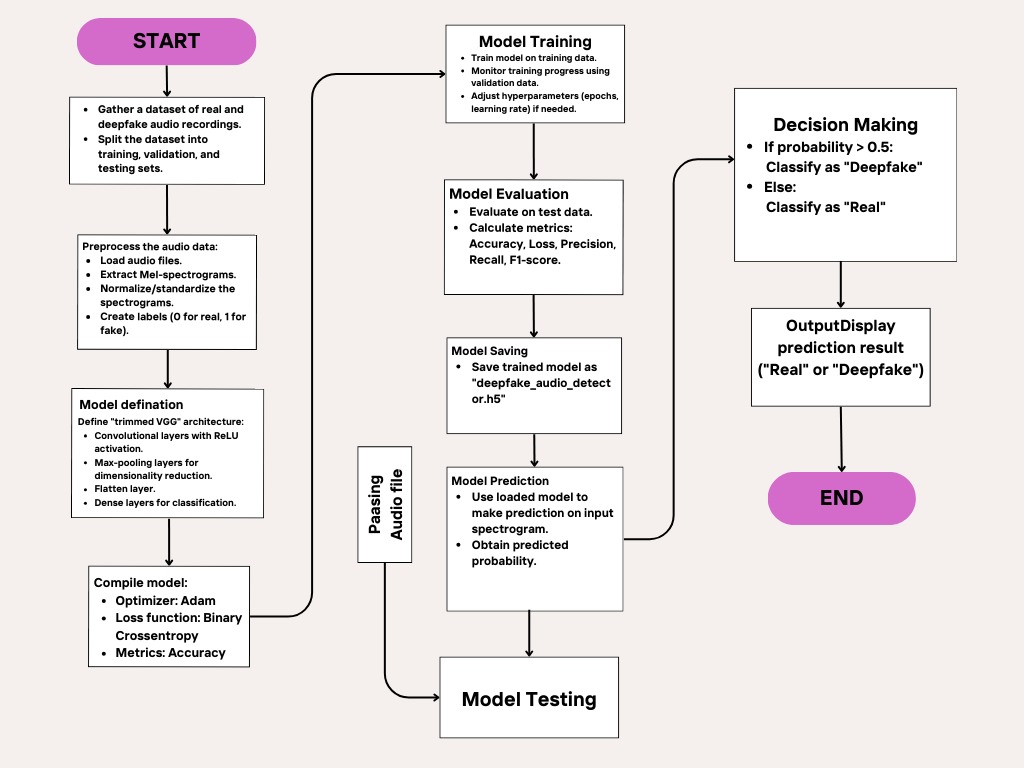 START
• Gather a dataset of real and
deepfake audio recordings.
• Split the dataset into
training, validation, and
testing sets.
Preprocess the audio data:
• Load audio files.
• Extract Mel-spectrograms.
• Normalize/standardize the
spectrograms.
• Create labels (0 for real, 1 for
fake).
Model defination
Define "trimmed VGG" architecture:
• Convolutional layers with ReLU
activation.
• Max-pooling layers for
dimensionality reduction.
• Flatten layer.
• Dense layers for classification.
Compile model:
• Optimizer: Adam
• Loss function: Binary
Crossentropy
• Metrics: Accuracy
Model Training
• Train model on training data.
• Monitor training progress using
validation data.
• Adjust hyperparameters (epochs,
learning rate) if needed.
Model Evaluation
• Evaluate on test data.
• Calculate metrics:
Accuracy, Loss, Precision,
Recall, F1-score.
Model Saving
• Save trained model as
"deepfake_audio_detect
or.h5"
Paasing
Audio file
Model Prediction
• Use loaded model to
make prediction on input
spectrogram.
• Obtain predicted
probability.
Model Testing
Decision Making
• If probability > 0.5:
Classify as "Deepfake"
• Else:
Classify as "Real"
OutputDisplay
prediction result
("Real" or "Deepfake")
END